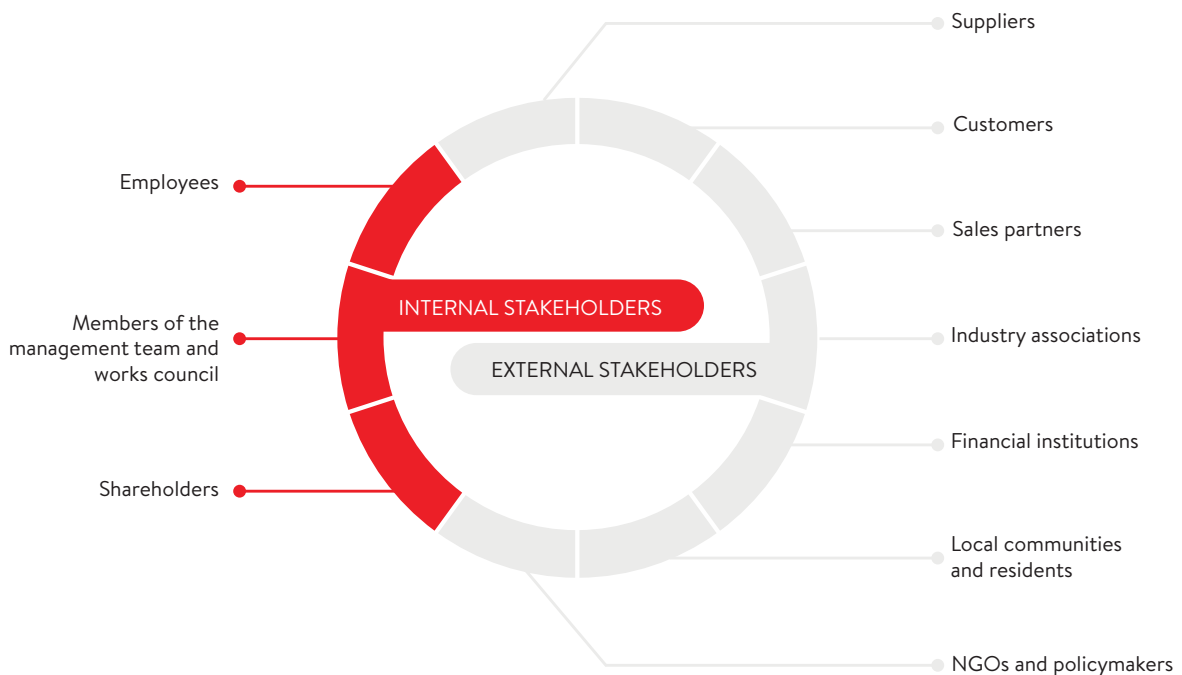 Suppliers
Customers
Employees
Sales partners
INTERNAL STAKEHOLDERS
Members of the
management team and
works council
Industry associations
EXTERNAL STAKEHOLDERS
Financial institutions
Shareholders
Local communities
and residents
NGOs and policymakers